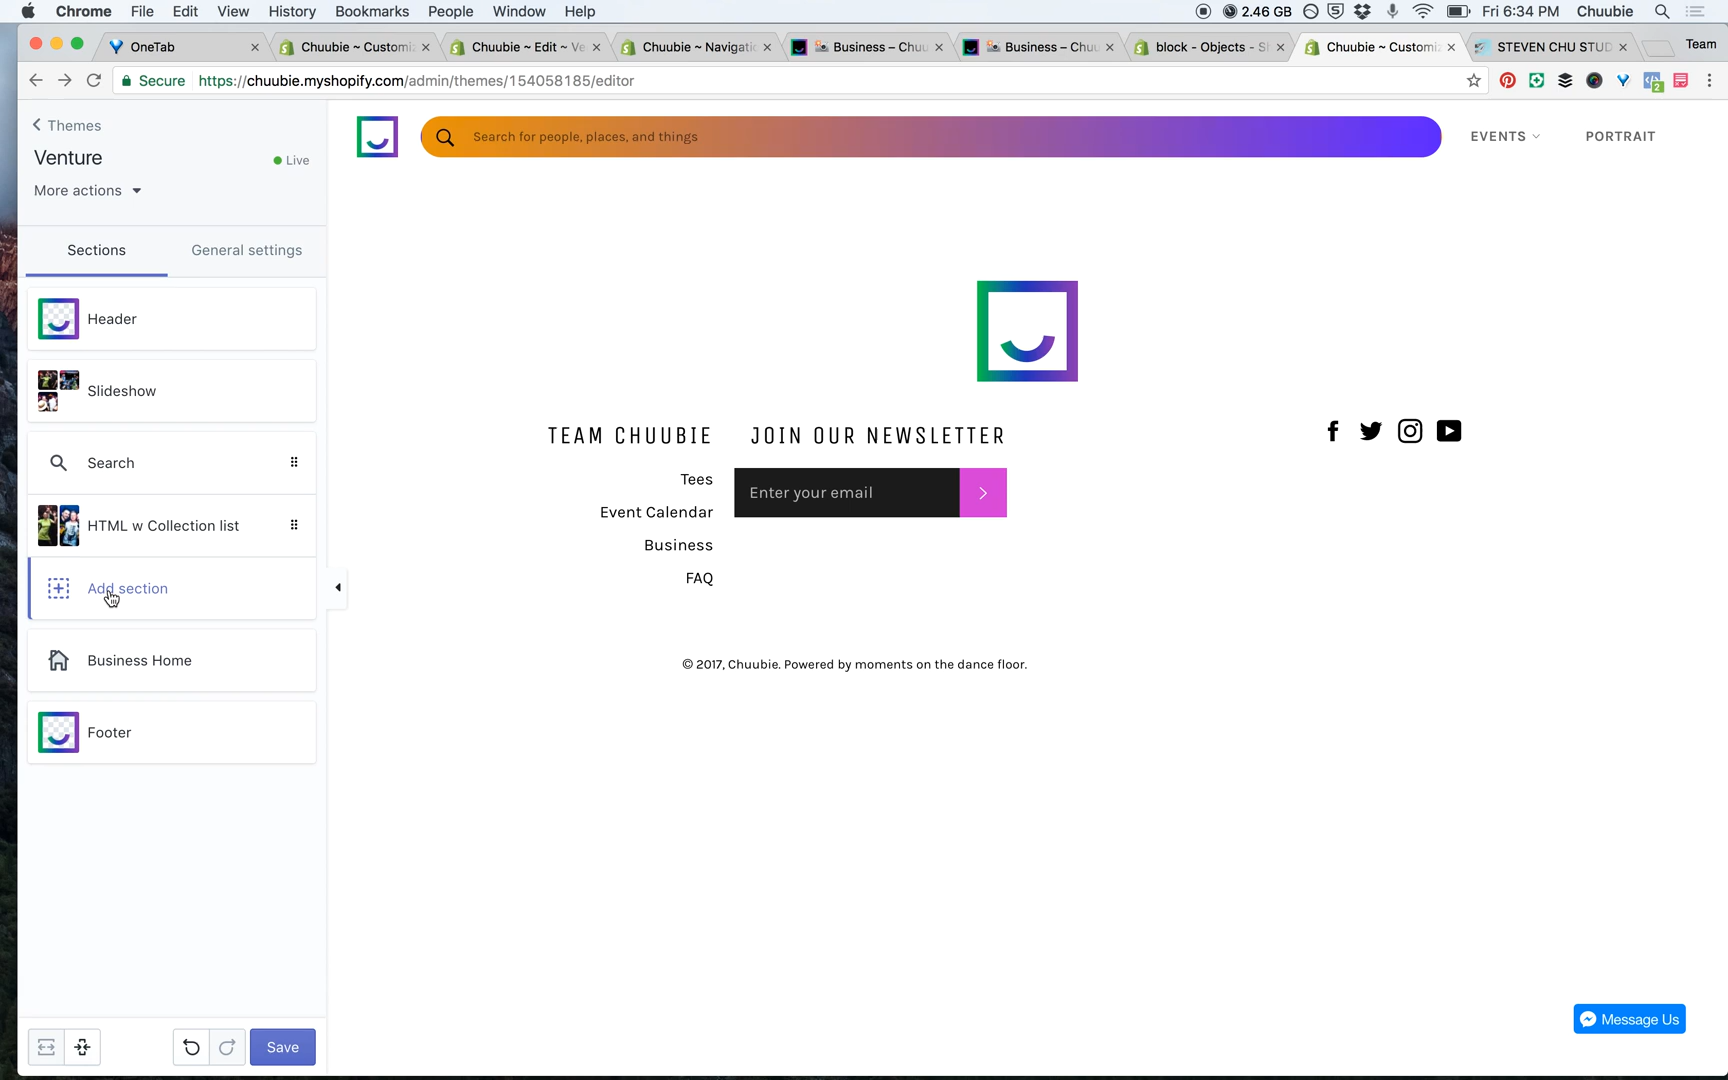 Chrome File Edit View History Bookmarks People Window Help 2.46 GB Fri 6:34 PM Chuubie
OneTab Chuubie ~ Customi Chuubie ~ Edit ~ Ve Chuubie ~ Navigati Business – Chu Business – Chu block - Objects - S Chuubie ~ Customi STEVEN CHU STUD Team
Secure https://chuubie.myshopify.com/admin/themes/154058185/editor
2
Themes
Venture
Live
More actions
Sections General settings
Header
Slideshow
Search
HTML w Collection list
Add section
Business Home
Footer
Save
Search for people, places, and things
EVENTS PORTRAIT
TEAM CHUUBIE JOIN OUR NEWSLETTER
Tees
Enter your email
Event Calendar
Business
FAQ
© 2017, Chuubie. Powered by moments on the dance floor.
Message Us